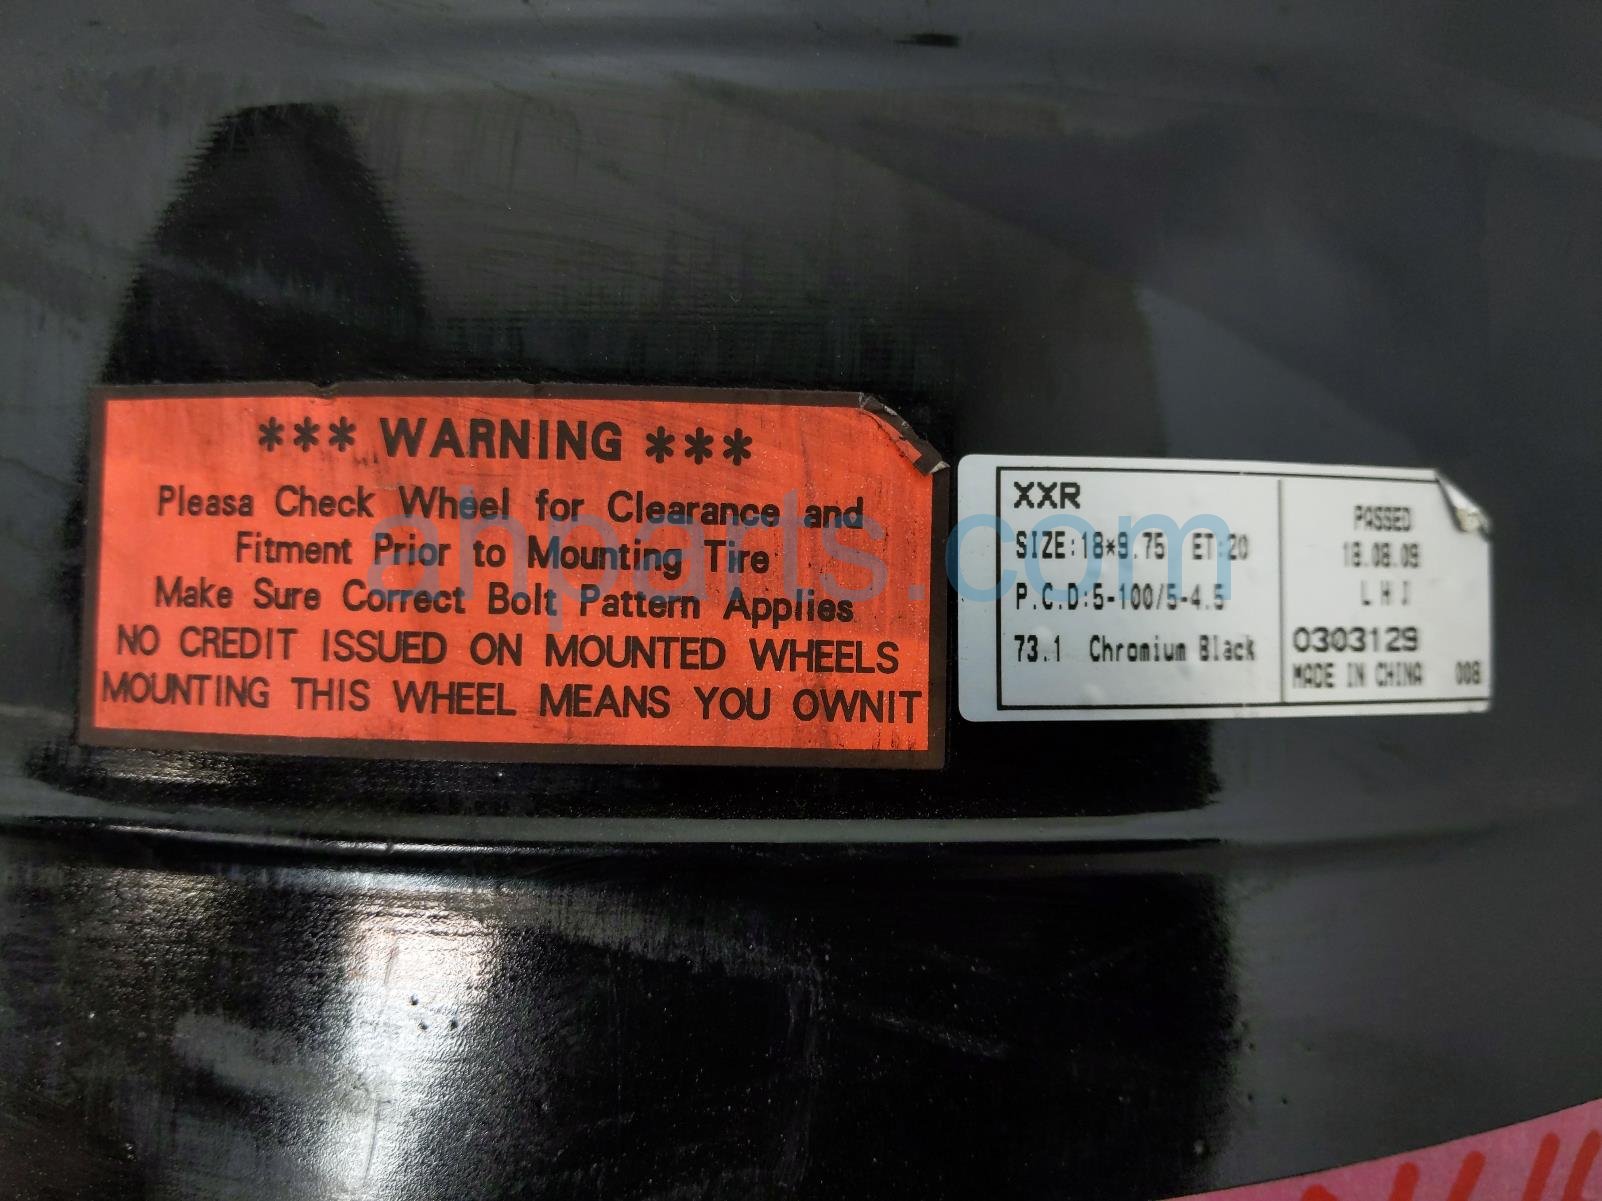 *** WARNING ***
Pleasa Check Wheel for Clearance and
Fitment Prior to Mounting Tire
Make Sure Correct Bolt Pattern Applies
NO CREDIT ISSUED ON MOUNTED WHEELS
MOUNTING THIS WHEEL MEANS YOU OWNIT
XXR
SIZE:18*9.75 ET:20
P.C.D:5-100/5-4.5
73.1 Chromium Black
PASSED
18.08.09
L H I
0303129
MADE IN CHINA 008
ahparts.com